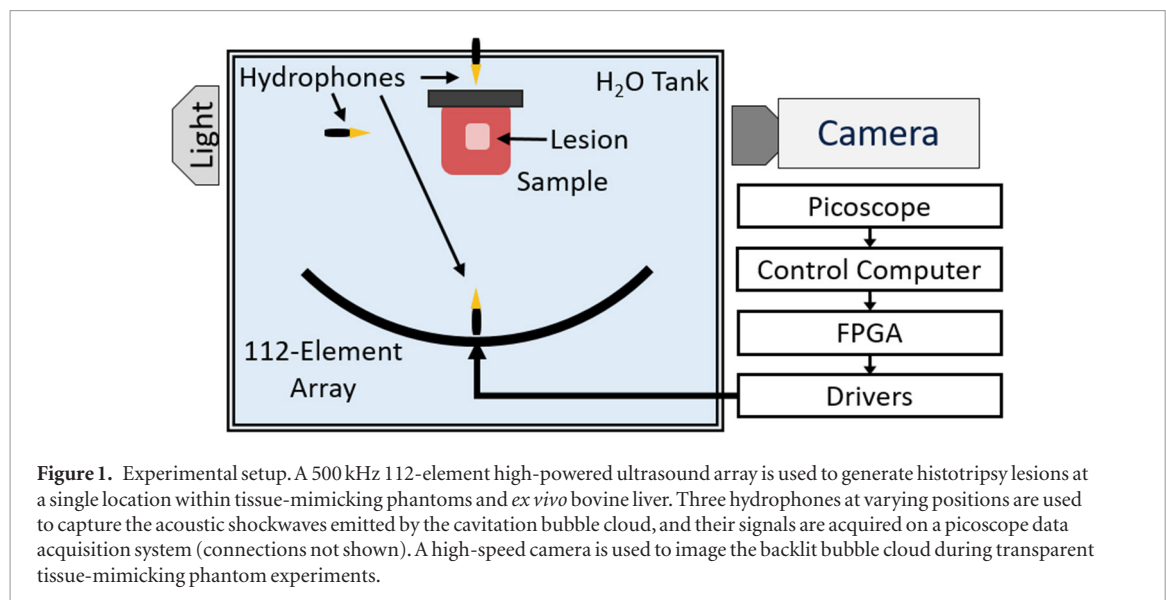 Hydrophones
H₂O Tank
Light
Camera
Lesion
Sample
Picoscope
Control Computer
FPGA
112-Element
Array
Drivers
Figure 1. Experimental setup. A 500 kHz 112-element high-powered ultrasound array is used to generate histotripsy lesions at
a single location within tissue-mimicking phantoms and ex vivo bovine liver. Three hydrophones at varying positions are used
to capture the acoustic shockwaves emitted by the cavitation bubble cloud, and their signals are acquired on a picoscope data
acquisition system (connections not shown). A high-speed camera is used to image the backlit bubble cloud during transparent
tissue-mimicking phantom experiments.